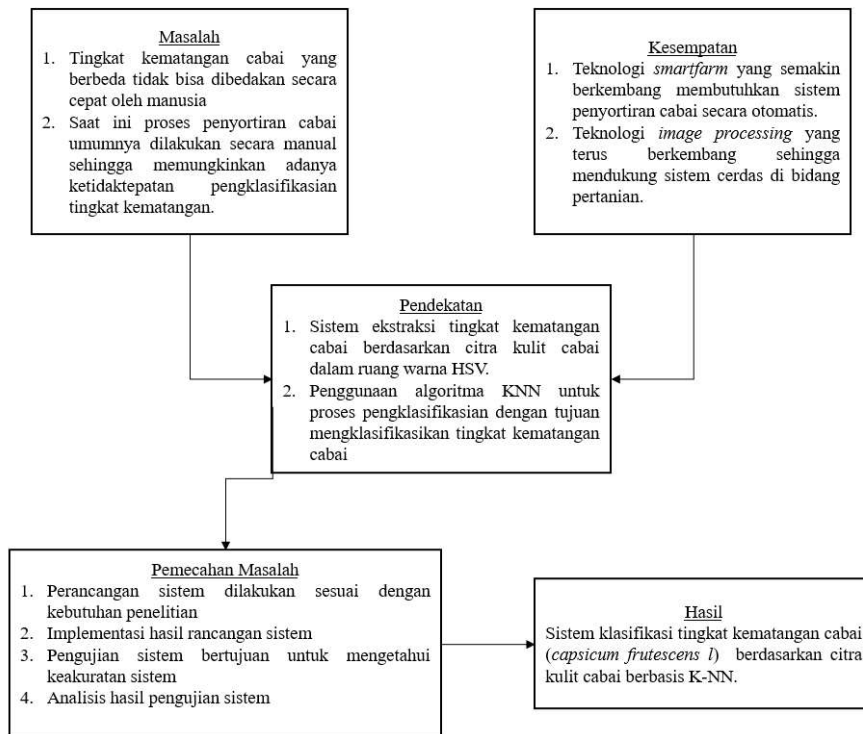 Masalah
1. Tingkat kematangan cabai yang
berbeda tidak bisa dibedakan secara
cepat oleh manusia
2. Saat ini proses penyortiran cabai
umumnya dilakukan secara manual
sehingga memungkinkan adanya
ketidaktepatan pengklasifikasian
tingkat kematangan.
Kesempatan
1. Teknologi smartfarm yang semakin
berkembang membutuhkan sistem
penyortiran cabai secara otomatis.
2. Teknologi image processing yang
terus berkembang sehingga
mendukung sistem cerdas di bidang
pertanian.
Pendekatan
1. Sistem ekstraksi tingkat kematangan
cabai berdasarkan citra kulit cabai
dalam ruang warna HSV.
2. Penggunaan algoritma KNN untuk
proses pengklasifikasian dengan tujuan
mengklasifikasikan tingkat kematangan
cabai
Pemecahan Masalah
1. Perancangan sistem dilakukan sesuai dengan
kebutuhan penelitian
2. Implementasi hasil rancangan sistem
3. Pengujian sistem bertujuan untuk mengetahui
keakuratan sistem
4. Analisis hasil pengujian sistem
Hasil
Sistem klasifikasi tingkat kematangan cabai
(capsicum frutescens l) berdasarkan citra
kulit cabai berbasis K-NN.